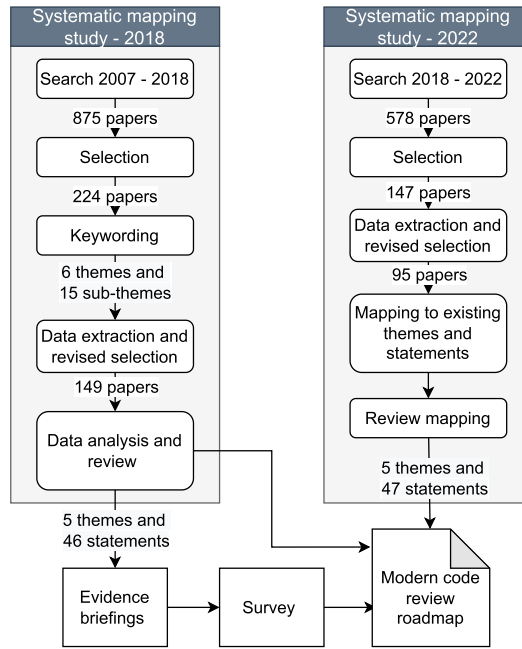 Systematic mapping
study - 2018
Search 2007 - 2018
875 papers
Selection
224 papers
Keywording
6 themes and
15 sub-themes
Data extraction and
revised selection
149 papers
Data analysis and
review
5 themes and
46 statements
Evidence
briefings
Survey
Systematic mapping
study - 2022
Search 2018 - 2022
578 papers
Selection
147 papers
Data extraction and
revised selection
95 papers
Mapping to existing
themes and
statements
Review mapping
5 themes and
47 statements
Modern code
review
roadmap